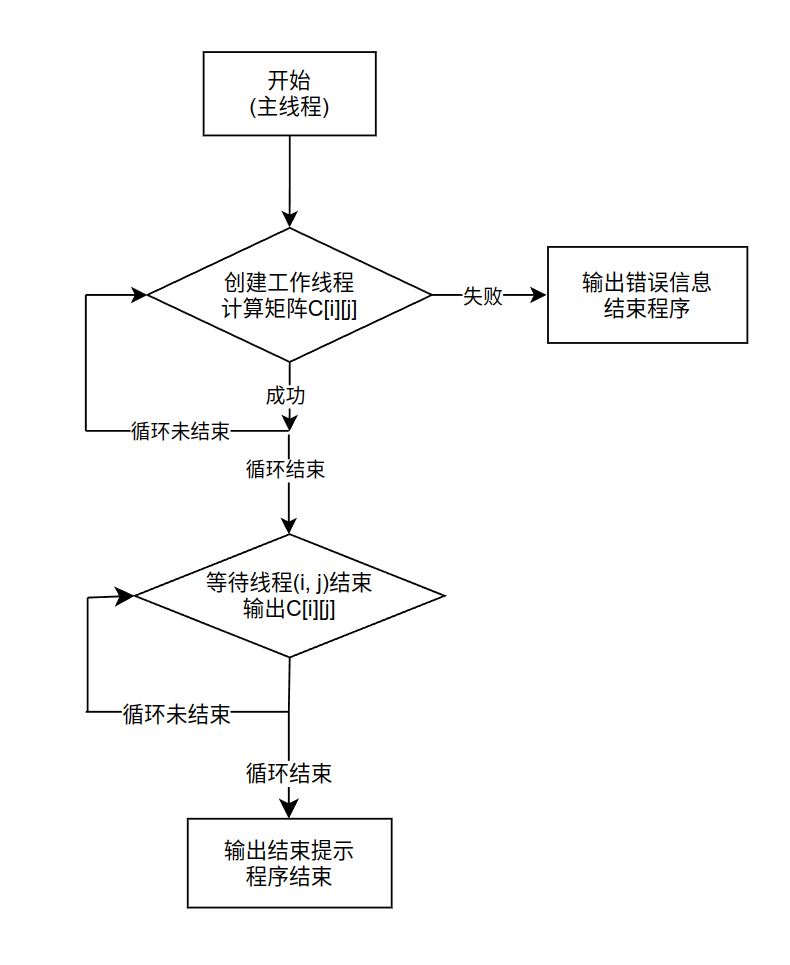 开始
(主线程)
创建工作线程
计算矩阵C[i][j]
失败
输出错误信息
结束程序
成功
循环未结束
循环结束
等待线程(i, j)结束
输出C[i][j]
循环未结束
循环结束
输出结束提示
程序结束